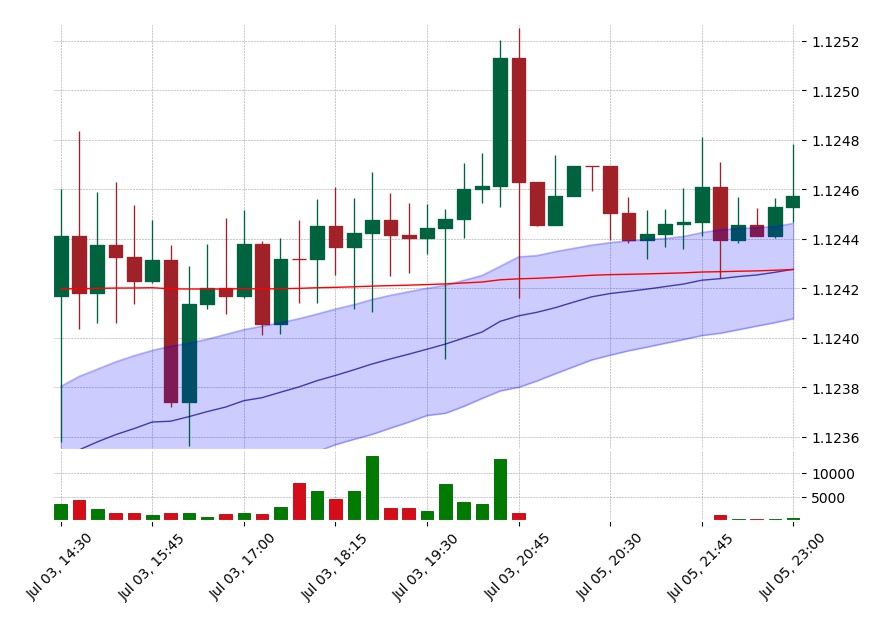 1.1252
1.1250
1.1248
1.1246
1.1244
1.1242
1.1240
1.1238
1.1236
10000
5000
Jul 03, 14:30
Jul 03, 15:45
Jul 03, 17:00
Jul 03, 18:15
Jul 03, 19:30
Jul 03, 20:45
Jul 05, 20:30
Jul 05, 21:45
Jul 05, 23:00